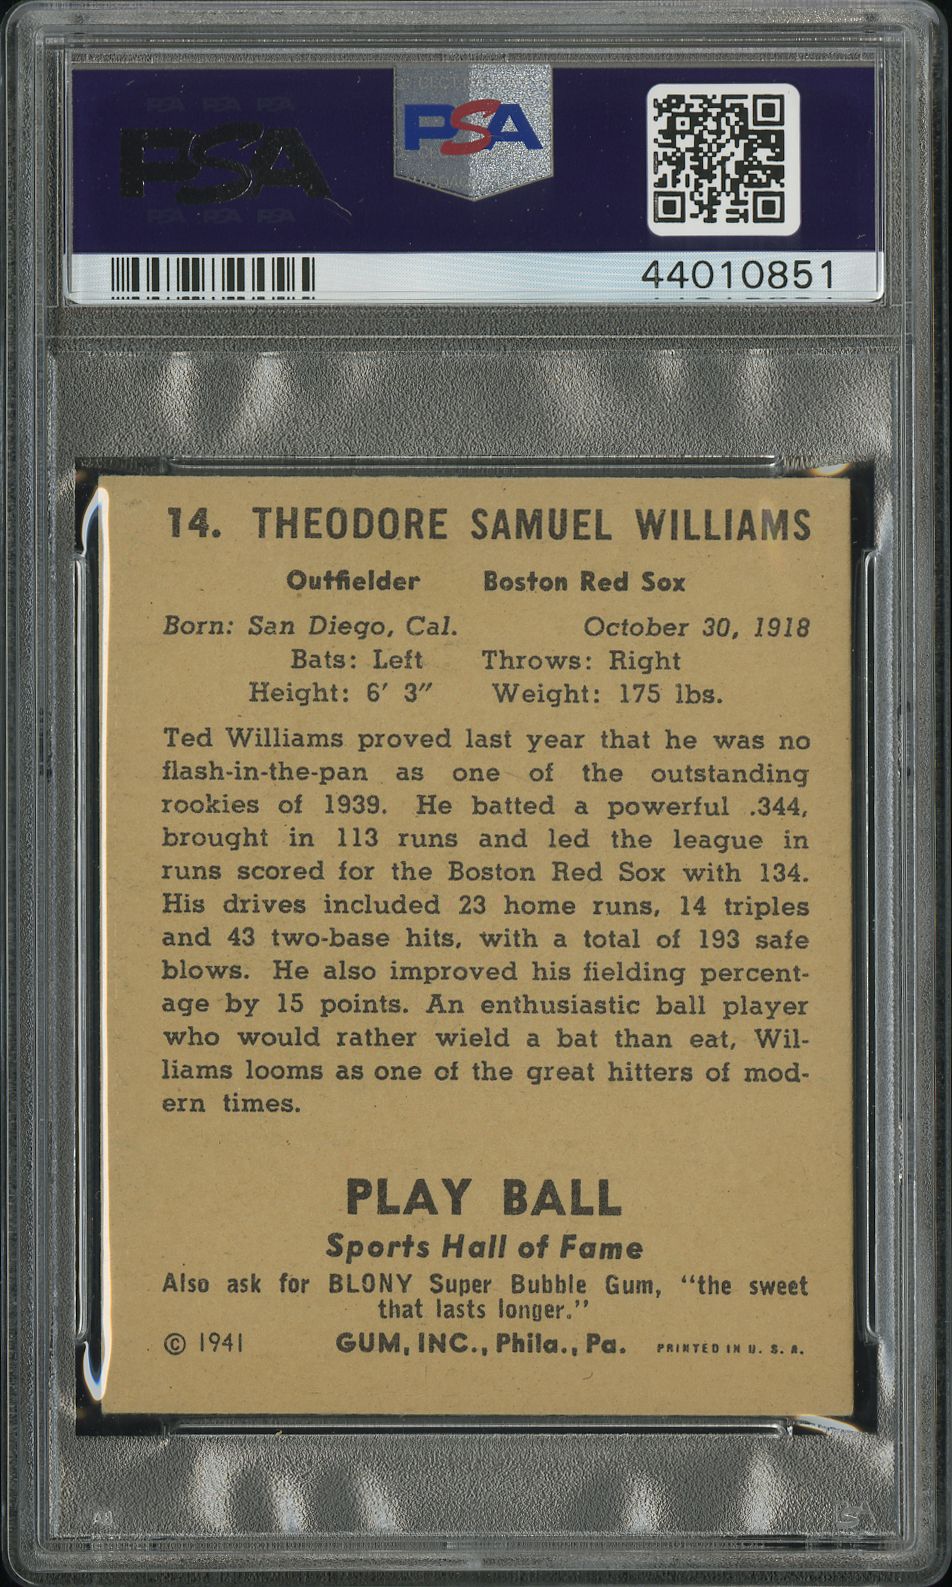 PSA PSA PSA
PSA
PSA
PSA PSA PSA
44010851
14. THEODORE SAMUEL WILLIAMS
Outfielder Boston Red Sox
Born: San Diego, Cal. October 30, 1918
Bats: Left Throws: Right
Height: 6′ 3″ Weight: 175 lbs.
Ted Williams proved last year that he was no
flash-in-the-pan as one of the outstanding
rookies of 1939. He batted a powerful .344,
brought in 113 runs and led the league in
runs scored for the Boston Red Sox with 134.
His drives included 23 home runs, 14 triples
and 43 two-base hits, with a total of 193 safe
blows. He also improved his fielding percent-
age by 15 points. An enthusiastic ball player
who would rather wield a bat than eat, Wil-
liams looms as one of the great hitters of mod-
ern times.
PLAY BALL
Sports Hall of Fame
Also ask for BLONY Super Bubble Gum, “the sweet
that lasts longer.”
© 1941 GUM, INC., Phila., Pa. PRINTED IN U. S. A.